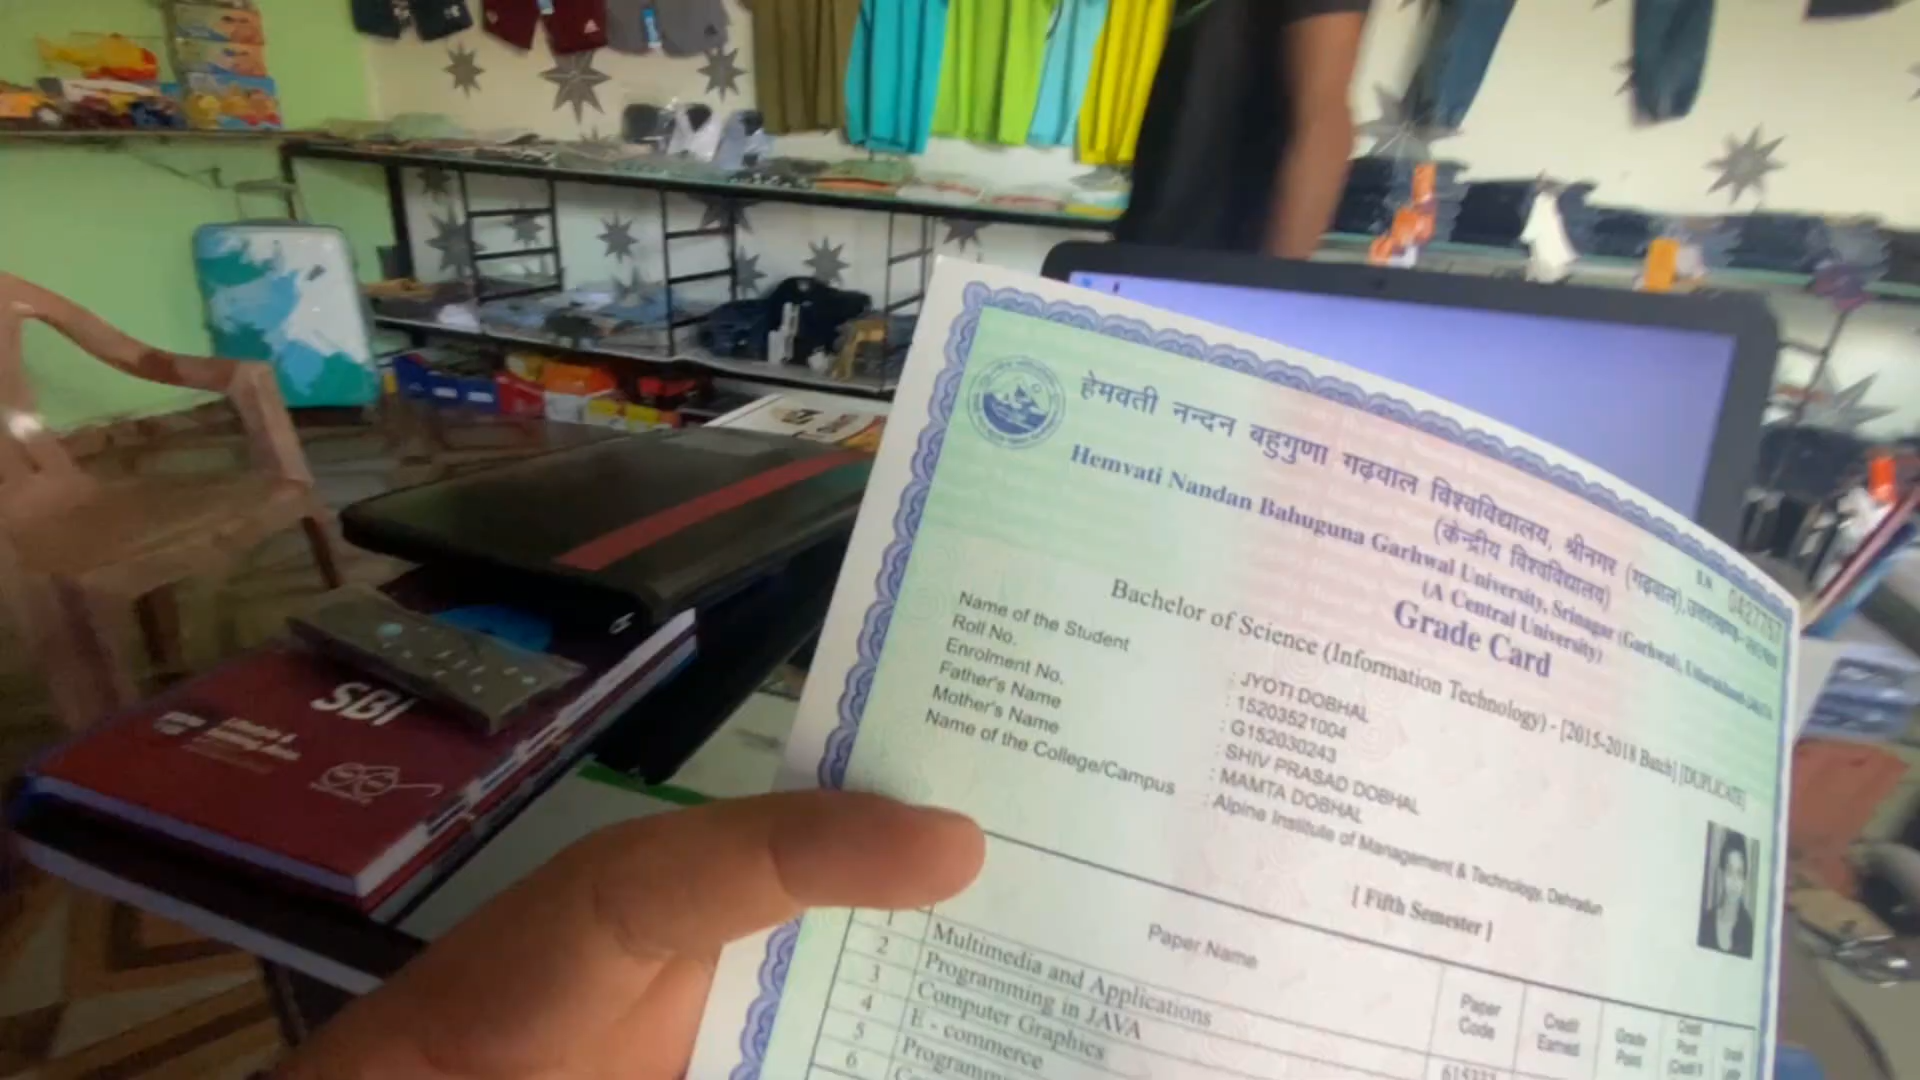 हेमवती नन्दन बहुगुणा गढ़वाल विश्वविद्यालय, श्रीनगर (गढ़वाल), उत्तराखण्ड
(केन्द्रीय विश्वविद्यालय)
Hemvati Nandan Bahuguna Garhwal University, Srinagar (Garhwal), Uttarakhand
(A Central University)
Grade Card
Bachelor of Science (Information Technology) - [2015-2018 Batch] [DUPLICATE]
Name of the Student : JYOTI DOBHAL
Roll No. : 15203521004
Enrolment No. : G152030243
Father's Name : SHIV PRASAD DOBHAL
Mother's Name : MAMTA DOBHAL
Name of the College/Campus : Alpine Institute of Management & Technology, Dehradun
[ Fifth Semester ]
Paper Name Paper Code Credit Earned Grade Point
1 Multimedia and Applications
2 Programming in JAVA
3 Computer Graphics
4 E - commerce
5
6
SBI